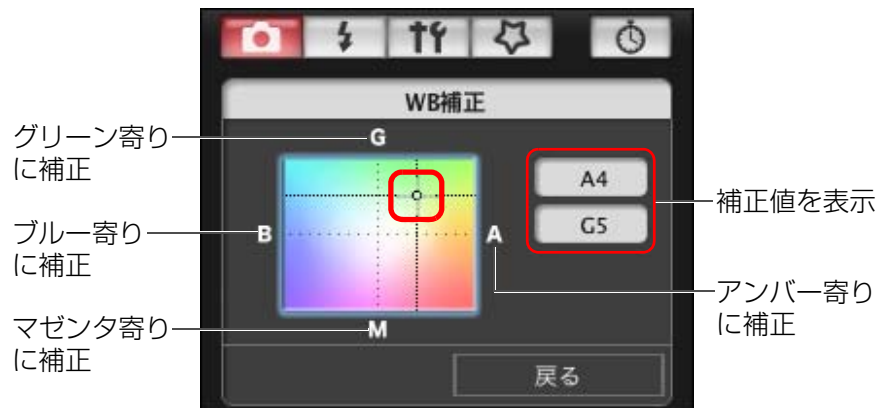 WB補正
グリーン寄り
に補正
G
A4
補正値を表示
ブルー寄り
に補正
B
A
G5
アンバー寄り
に補正
マゼンタ寄り
に補正
M
戻る